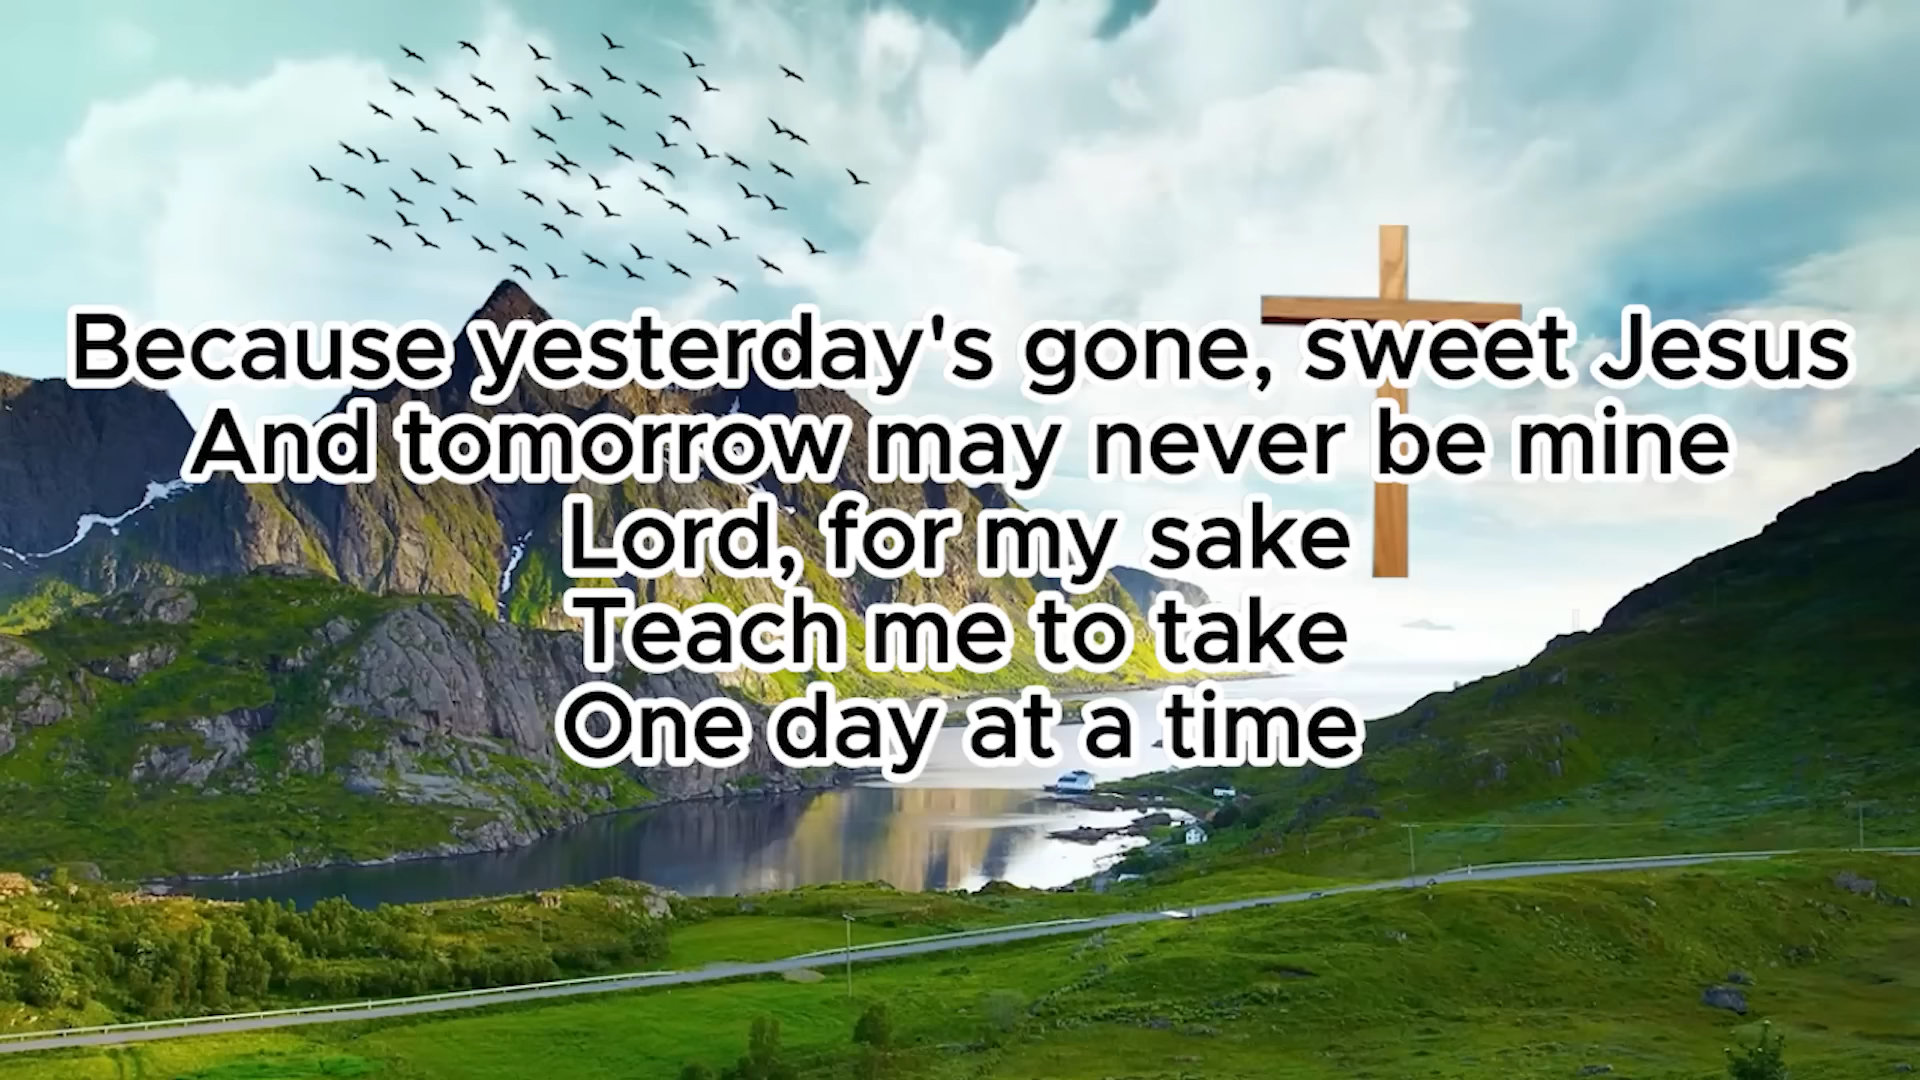 Because yesterday's gone, sweet Jesus
And tomorrow may never be mine
Lord, for my sake
Teach me to take
One day at a time